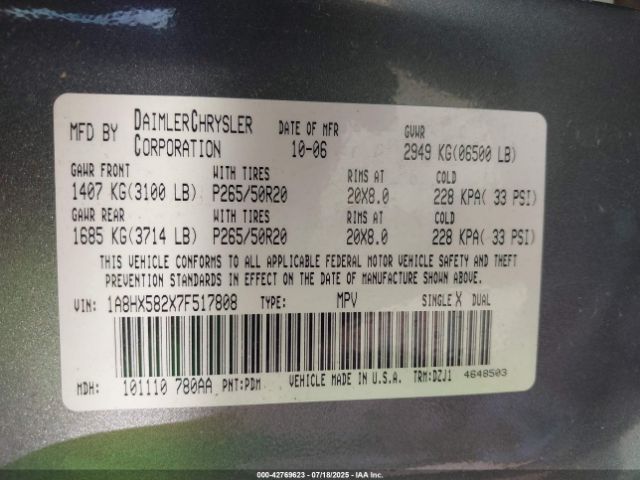 MFD BY DAIMLERCHRYSLER CORPORATION DATE OF MFR 10-06 GVWR 2949 KG(06500 LB)
GAWR FRONT WITH TIRES RIMS AT COLD
1407 KG(3100 LB) P265/50R20 20X8.0 228 KPA( 33 PSI)
GAWR REAR WITH TIRES RIMS AT COLD
1685 KG(3714 LB) P265/50R20 20X8.0 228 KPA( 33 PSI)
THIS VEHICLE CONFORMS TO ALL APPLICABLE FEDERAL MOTOR VEHICLE SAFETY AND THEFT
PREVENTION STANDARDS IN EFFECT ON THE DATE OF MANUFACTURE SHOWN ABOVE.
VIN: 1A8HX582X7F517808 TYPE: MPV SINGLE X DUAL
MDH: 101110 780AA PNT:PDM VEHICLE MADE IN U.S.A. TRM:DZJ1 4648503
000-42769623 - 07/18/2025 - IAA Inc.